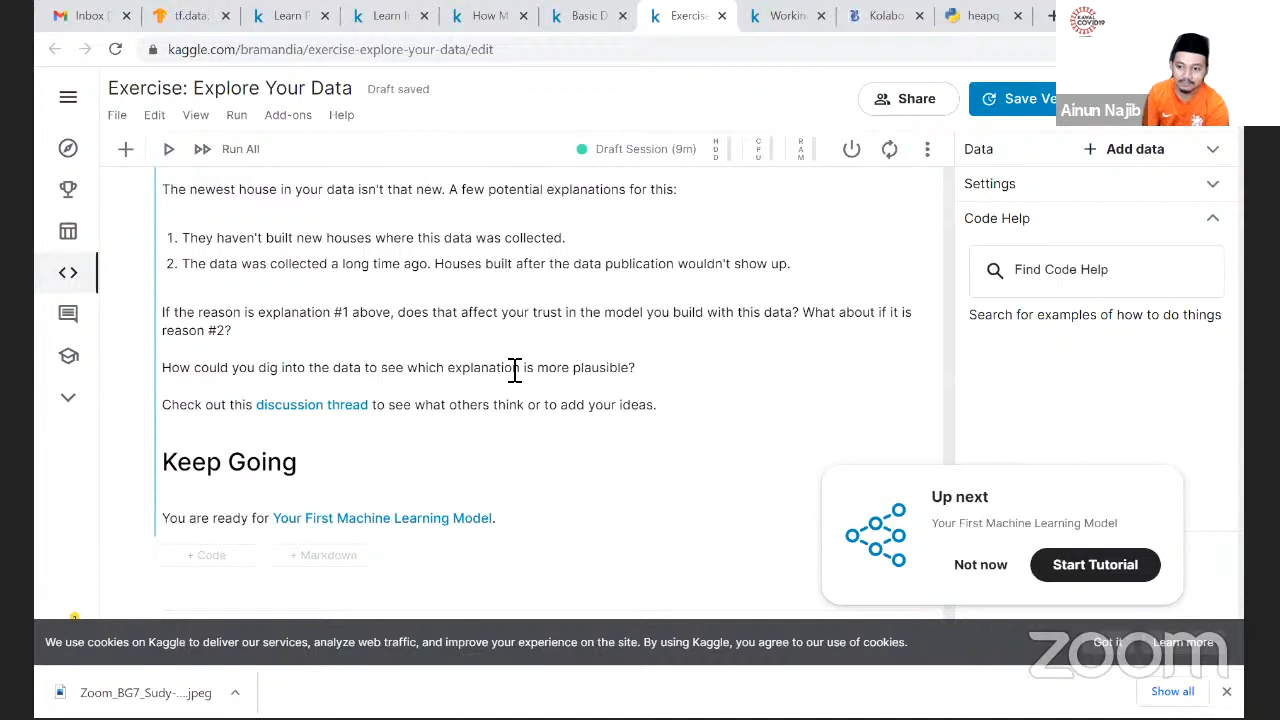 Inbox (
tf.data:
Learn P
Learn In
How M
Basic D
Exercise
Workin
Kolabo
heapq
kaggle.com/bramandia/exercise-explore-your-data/edit
KAWAL
COVID19
Ainun Najib
Exercise: Explore Your Data
Draft saved
Share
Save Ve
File Edit View Run Add-ons Help
Run All
Draft Session (9m)
HDD
CPU
RAM
Data
Add data
Settings
Code Help
Find Code Help
Search for examples of how to do things
The newest house in your data isn't that new. A few potential explanations for this:
1. They haven't built new houses where this data was collected.
2. The data was collected a long time ago. Houses built after the data publication wouldn't show up.
If the reason is explanation #1 above, does that affect your trust in the model you build with this data? What about if it is
reason #2?
How could you dig into the data to see which explanation is more plausible?
Check out this discussion thread to see what others think or to add your ideas.
Keep Going
You are ready for Your First Machine Learning Model.
+ Code
+ Markdown
Up next
Your First Machine Learning Model
Not now
Start Tutorial
We use cookies on Kaggle to deliver our services, analyze web traffic, and improve your experience on the site. By using Kaggle, you agree to our use of cookies.
Got it
Learn more
zoom
Zoom_BG7_Sudy-....jpeg
Show all